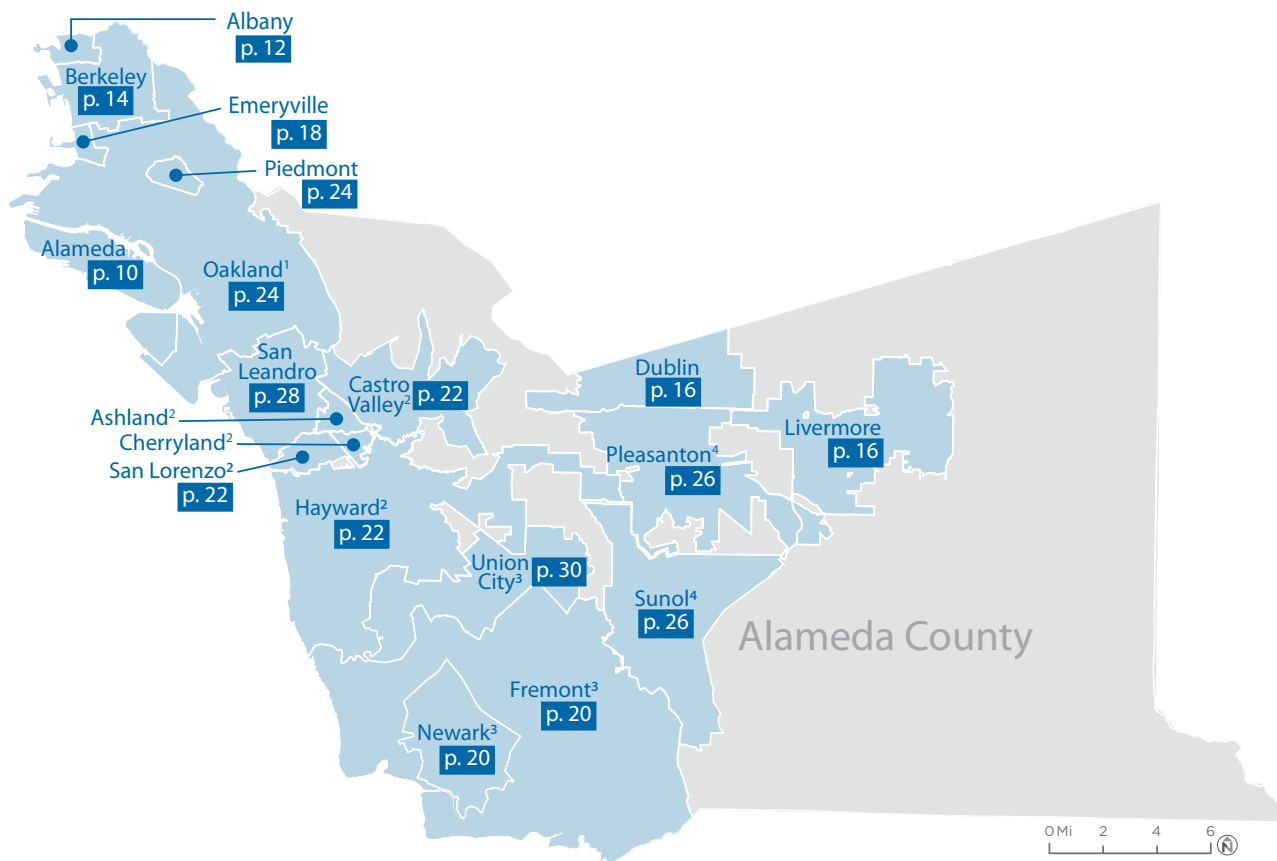 Albany
p. 12
Berkeley
p. 14
Emeryville
p. 18
Piedmont
p. 24
Alameda
p. 10
Oakland¹
p. 24
San
Leandro
p. 28
Castro
Valley²
p. 22
Dublin
p. 16
Livermore
p. 16
Ashland²
Cherryland²
San Lorenzo²
p. 22
Pleasanton⁴
p. 26
Hayward²
p. 22
Union
City³
p. 30
Sunol⁴
p. 26
Alameda County
Fremont³
p. 20
Newark³
p. 20
0 Mi 2 4 6
N